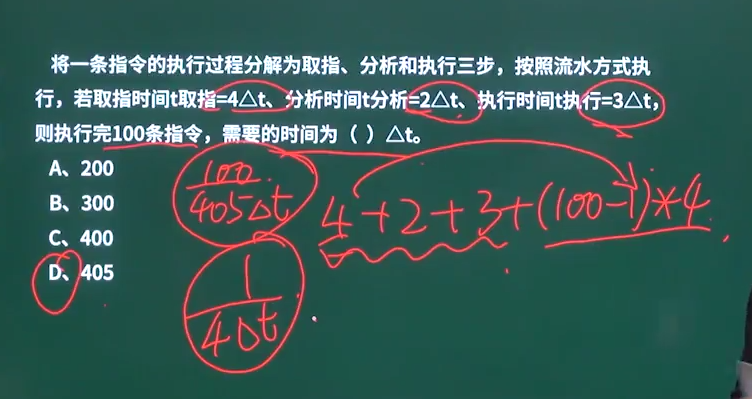 将一条指令的执行过程分解为取指、分析和执行三步，按照流水方式执
行，若取指时间t取指=4△t、分析时间t分析=2△t、执行时间t执行=3△t，
则执行完100条指令，需要的时间为（ ）△t。
A、200
B、300
C、400
D、405
100
405△t
4+2+3+(100-1)*4
1
4△t